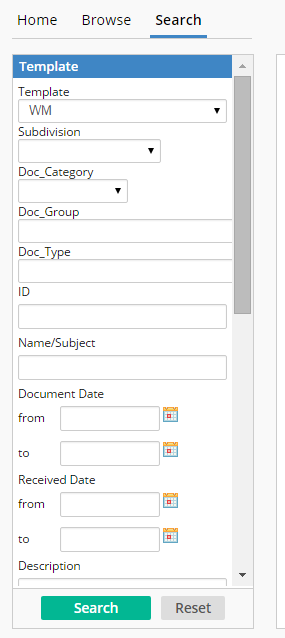 Home Browse Search
Template
Template
WM
Subdivision
Doc_Category
Doc_Group
Doc_Type
ID
Name/Subject
Document Date
from
to
Received Date
from
to
Description
Search Reset